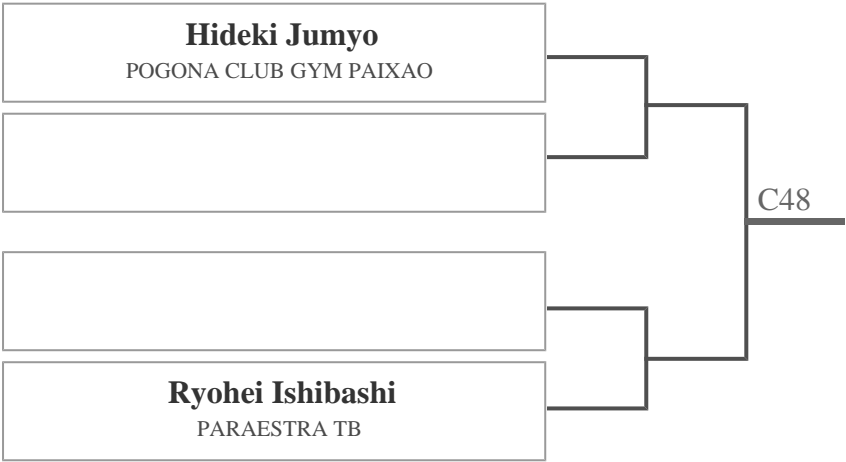 Hideki Jumyo
POGONA CLUB GYM PAIXAO
C48
Ryohei Ishibashi
PARAESTRA TB